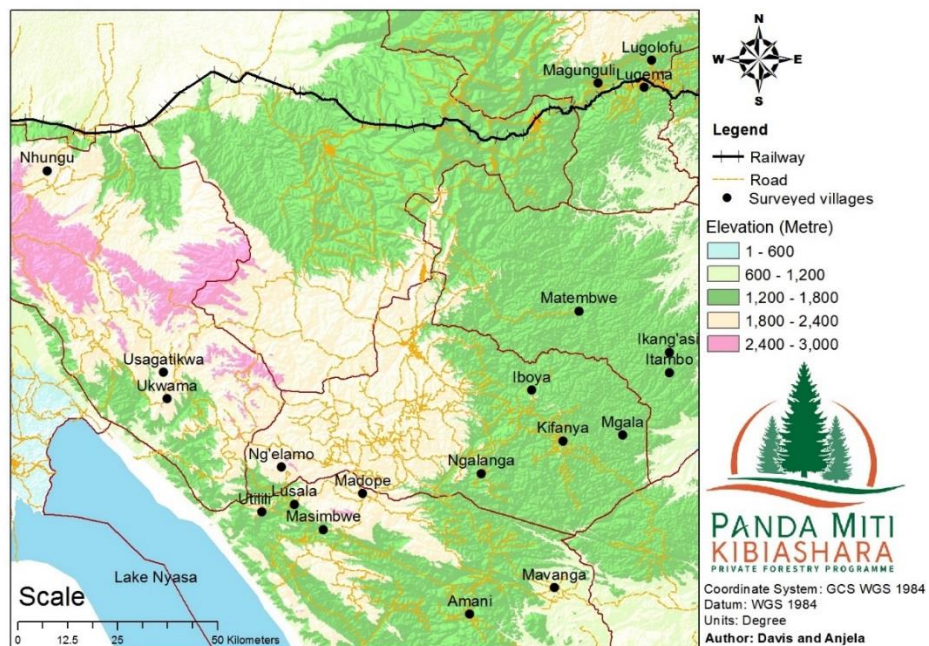 Lugolofu
Magunguli
Lugema
Nhungu
Matembwe
Ikang'asi
Itambo
Usagatikwa
Ukwama
Iboya
Kifanya
Mgala
Ng'elamo
Ngalanga
Madope
Lusala
Utilili
Masimbwe
Lake Nyasa
Mavanga
Amani
Scale
0 12.5 25 50 Kilometers
N
W E
S
Legend
Railway
Road
Surveyed villages
Elevation (Metre)
1 - 600
600 - 1,200
1,200 - 1,800
1,800 - 2,400
2,400 - 3,000
PANDA MITI
KIBIASHARA
PRIVATE FORESTRY PROGRAMME
Coordinate System: GCS WGS 1984
Datum: WGS 1984
Units: Degree
Author: Davis and Anjela